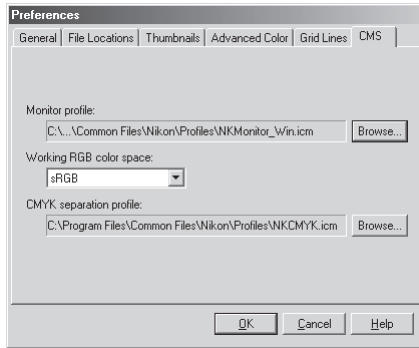 Preferences
General File Locations Thumbnails Advanced Color Grid Lines CMS
Monitor profile:
C:\...\Common Files\Nikon\Profiles\NKMonitor_Win.icm Browse...
Working RGB color space:
sRGB
CMYK separation profile:
C:\Program Files\Common Files\Nikon\Profiles\NKCMYK.icm Browse...
OK Cancel Help